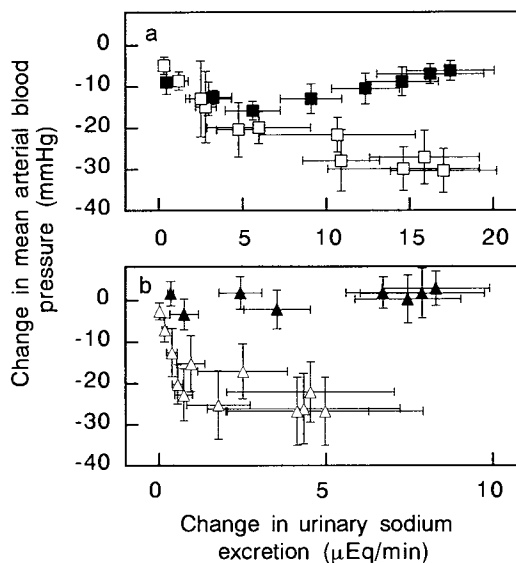 Change in mean arterial blood
pressure (mmHg)
a
0
-10
-20
-30
-40
0 5 10 15 20
b
0
-10
-20
-30
-40
0 5 10
Change in urinary sodium
excretion (μEq/min)